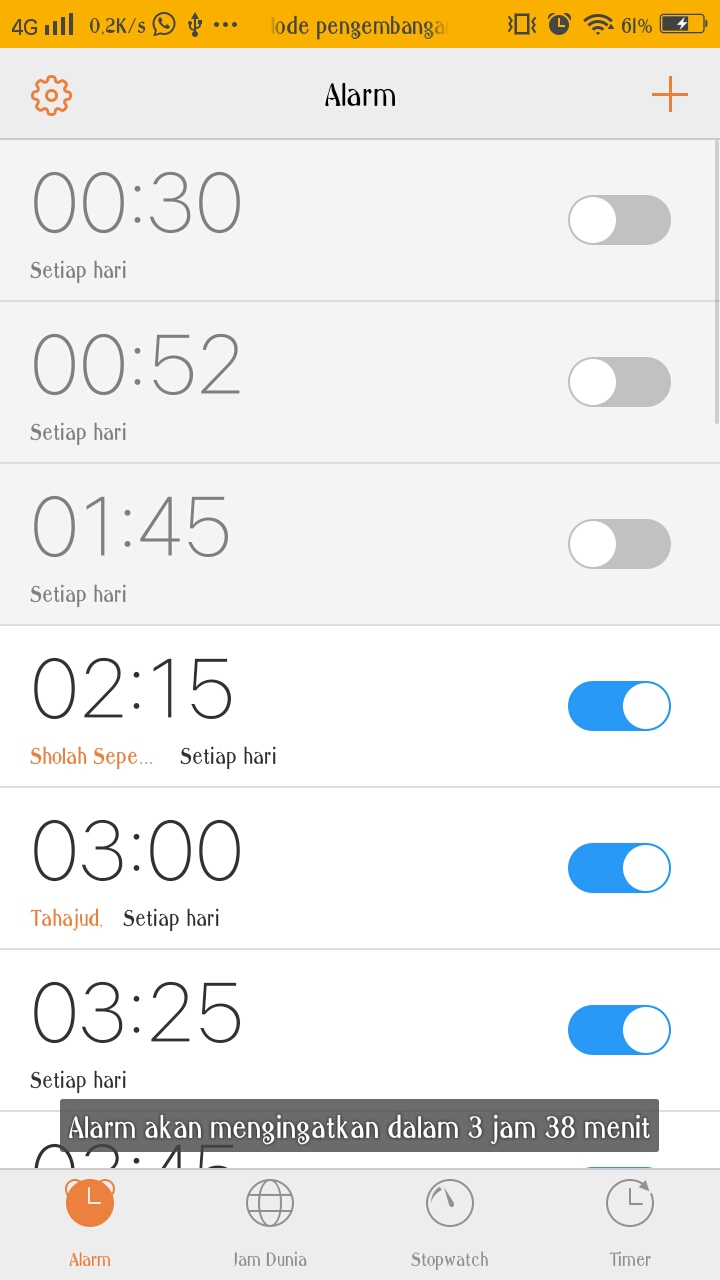 4G 0,2K/s ••• ode pengembanga 61%
Alarm
00:30
Setiap hari
00:52
Setiap hari
01:45
Setiap hari
02:15
Sholah Sepe... Setiap hari
03:00
Tahajud, Setiap hari
03:25
Setiap hari
Alarm akan mengingatkan dalam 3 jam 38 menit
Alarm Jam Dunia Stopwatch Timer